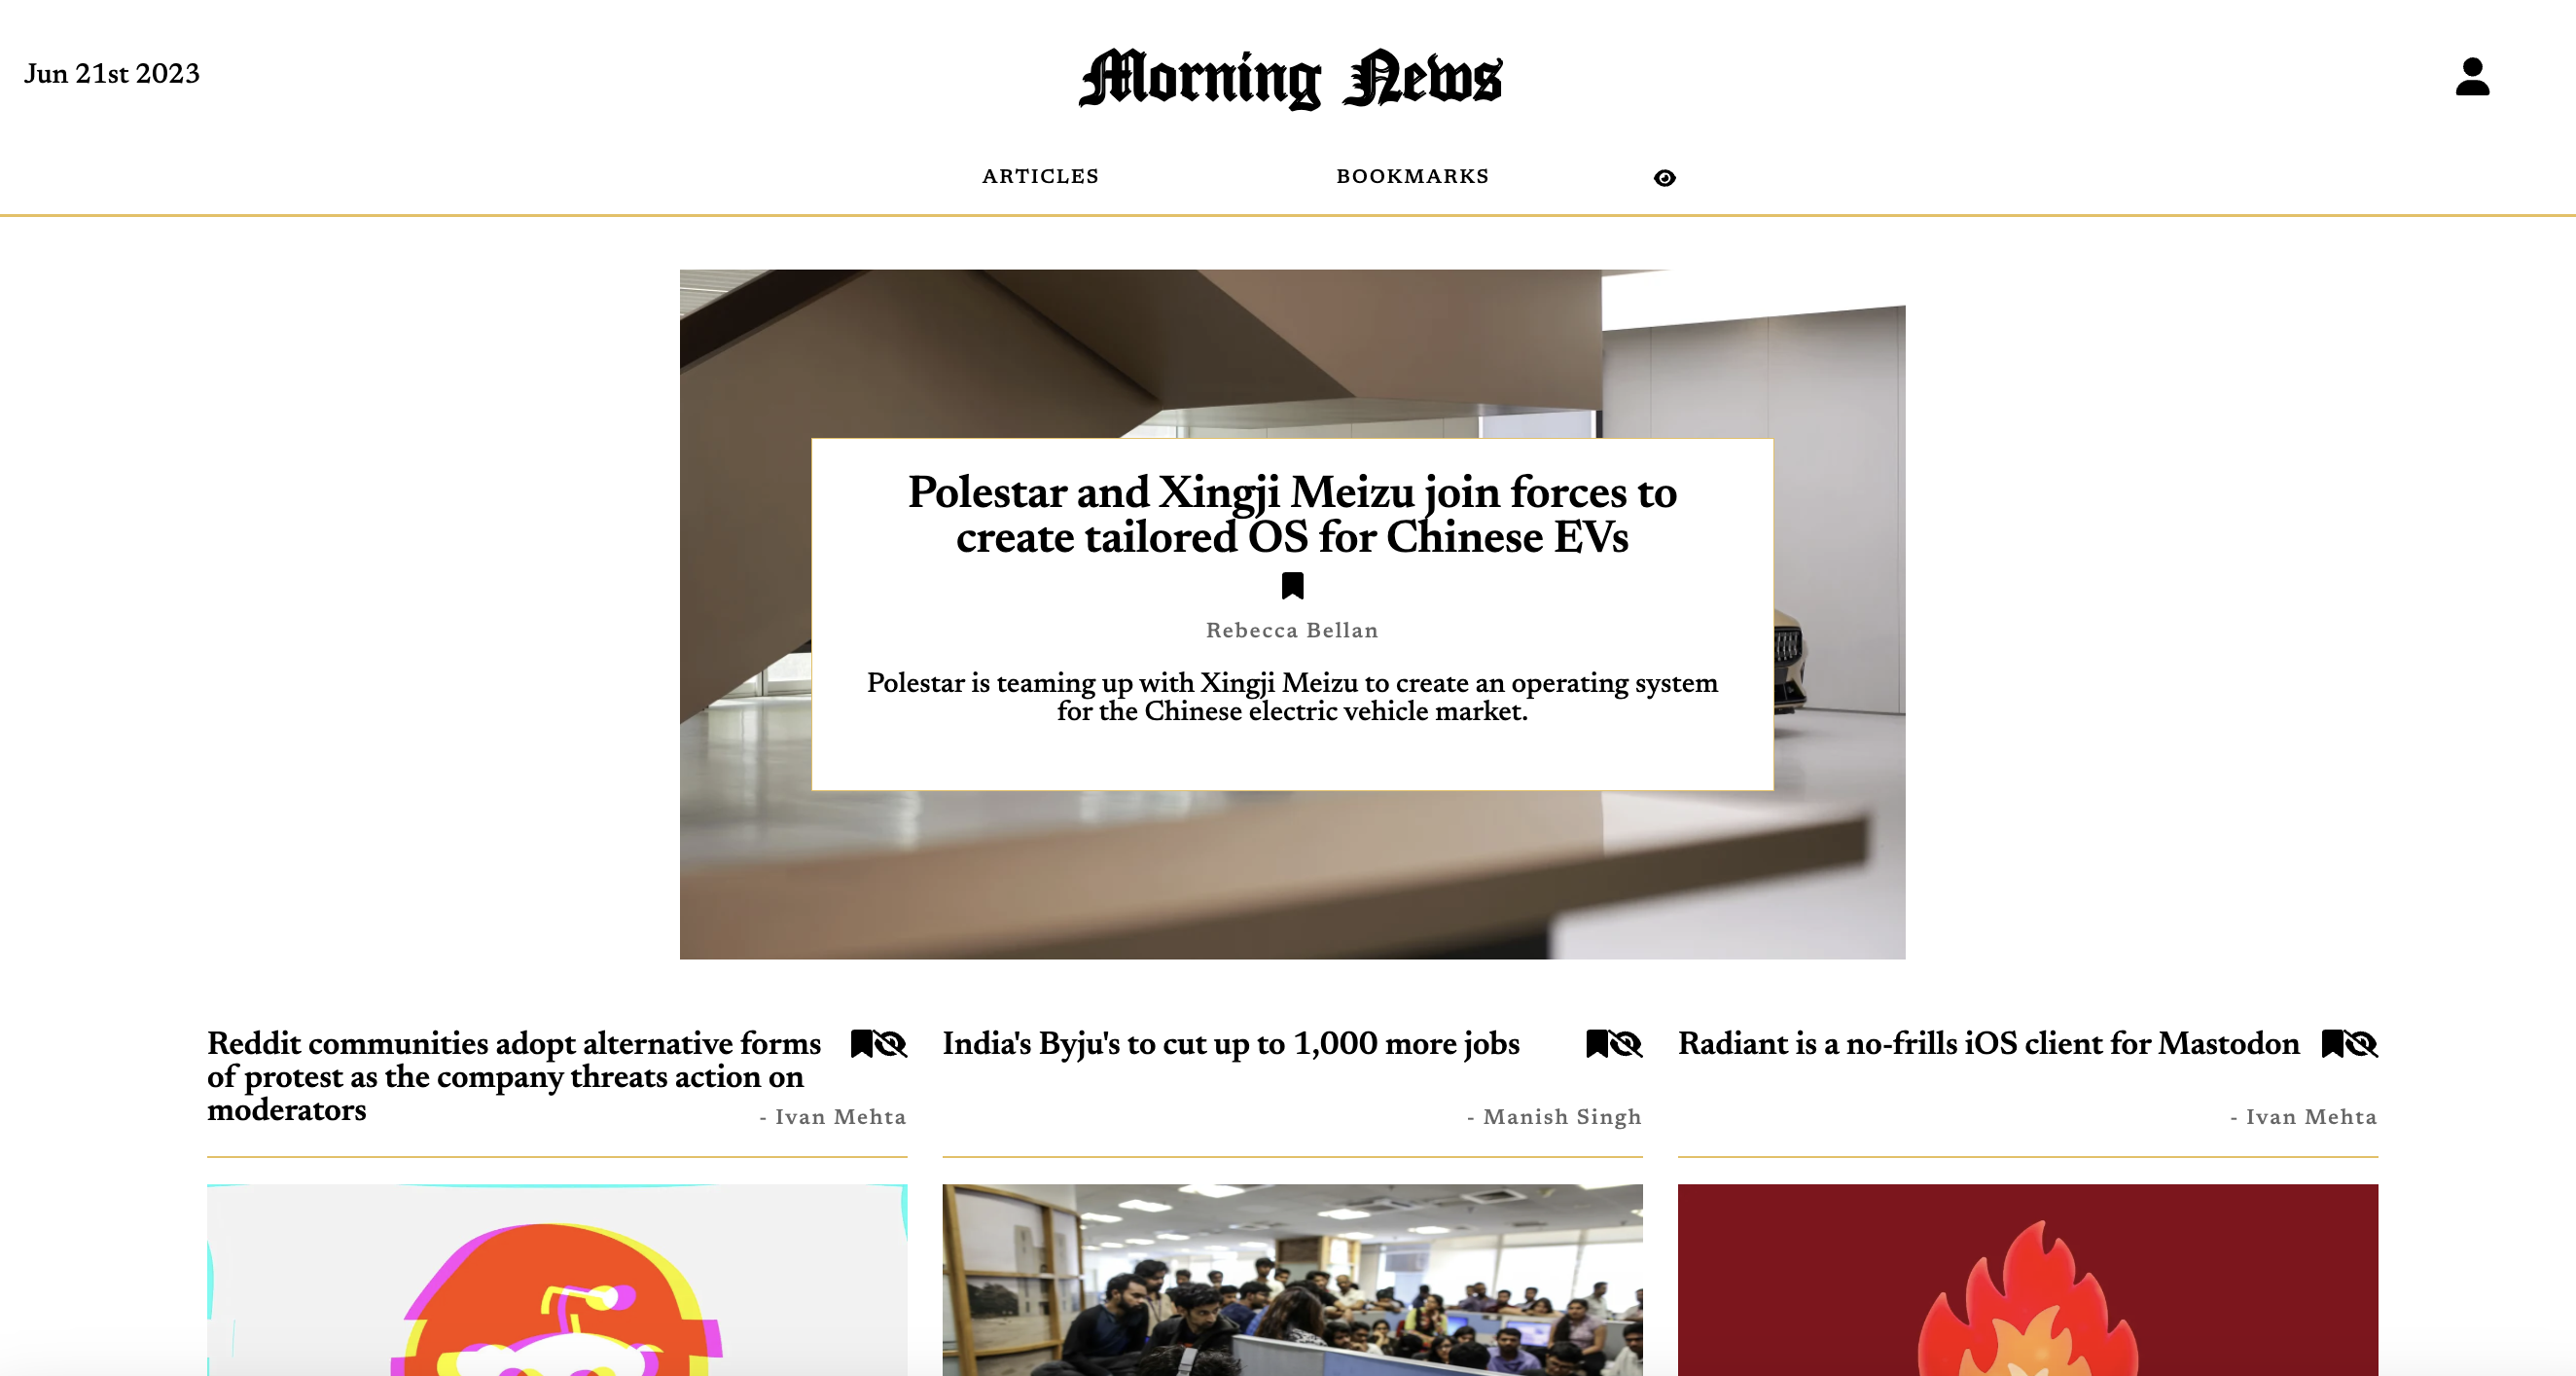 Jun 21st 2023
Morning News
ARTICLES
BOOKMARKS
Polestar and Xingji Meizu join forces to
create tailored OS for Chinese EVs
Rebecca Bellan
Polestar is teaming up with Xingji Meizu to create an operating system
for the Chinese electric vehicle market.
Reddit communities adopt alternative forms
of protest as the company threats action on
moderators
- Ivan Mehta
India's Byju's to cut up to 1,000 more jobs
- Manish Singh
Radiant is a no-frills iOS client for Mastodon
- Ivan Mehta